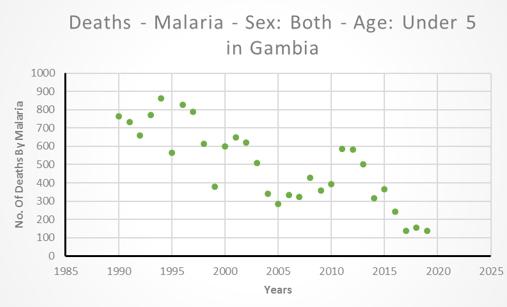 Deaths - Malaria - Sex: Both - Age: Under 5
in Gambia
No. Of Deaths By Malaria
1000
900
800
700
600
500
400
300
200
100
0
1985 1990 1995 2000 2005 2010 2015 2020 2025
Years